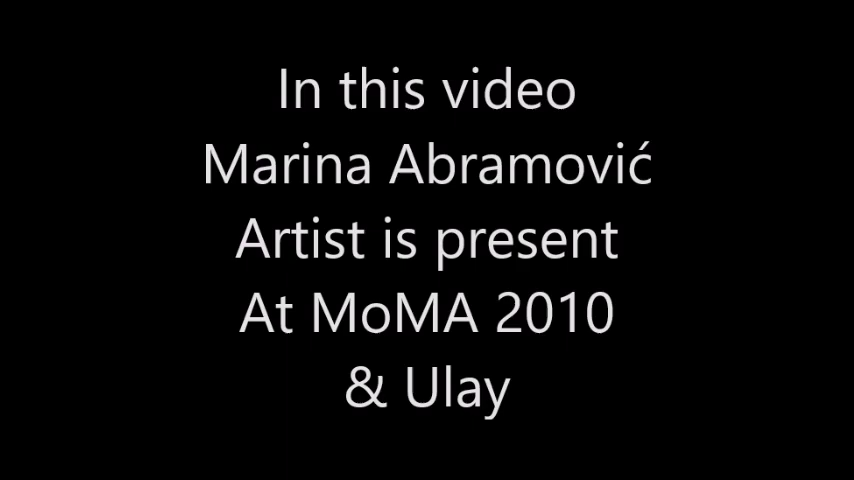 In this video
Marina Abramović
Artist is present
At MoMA 2010
& Ulay